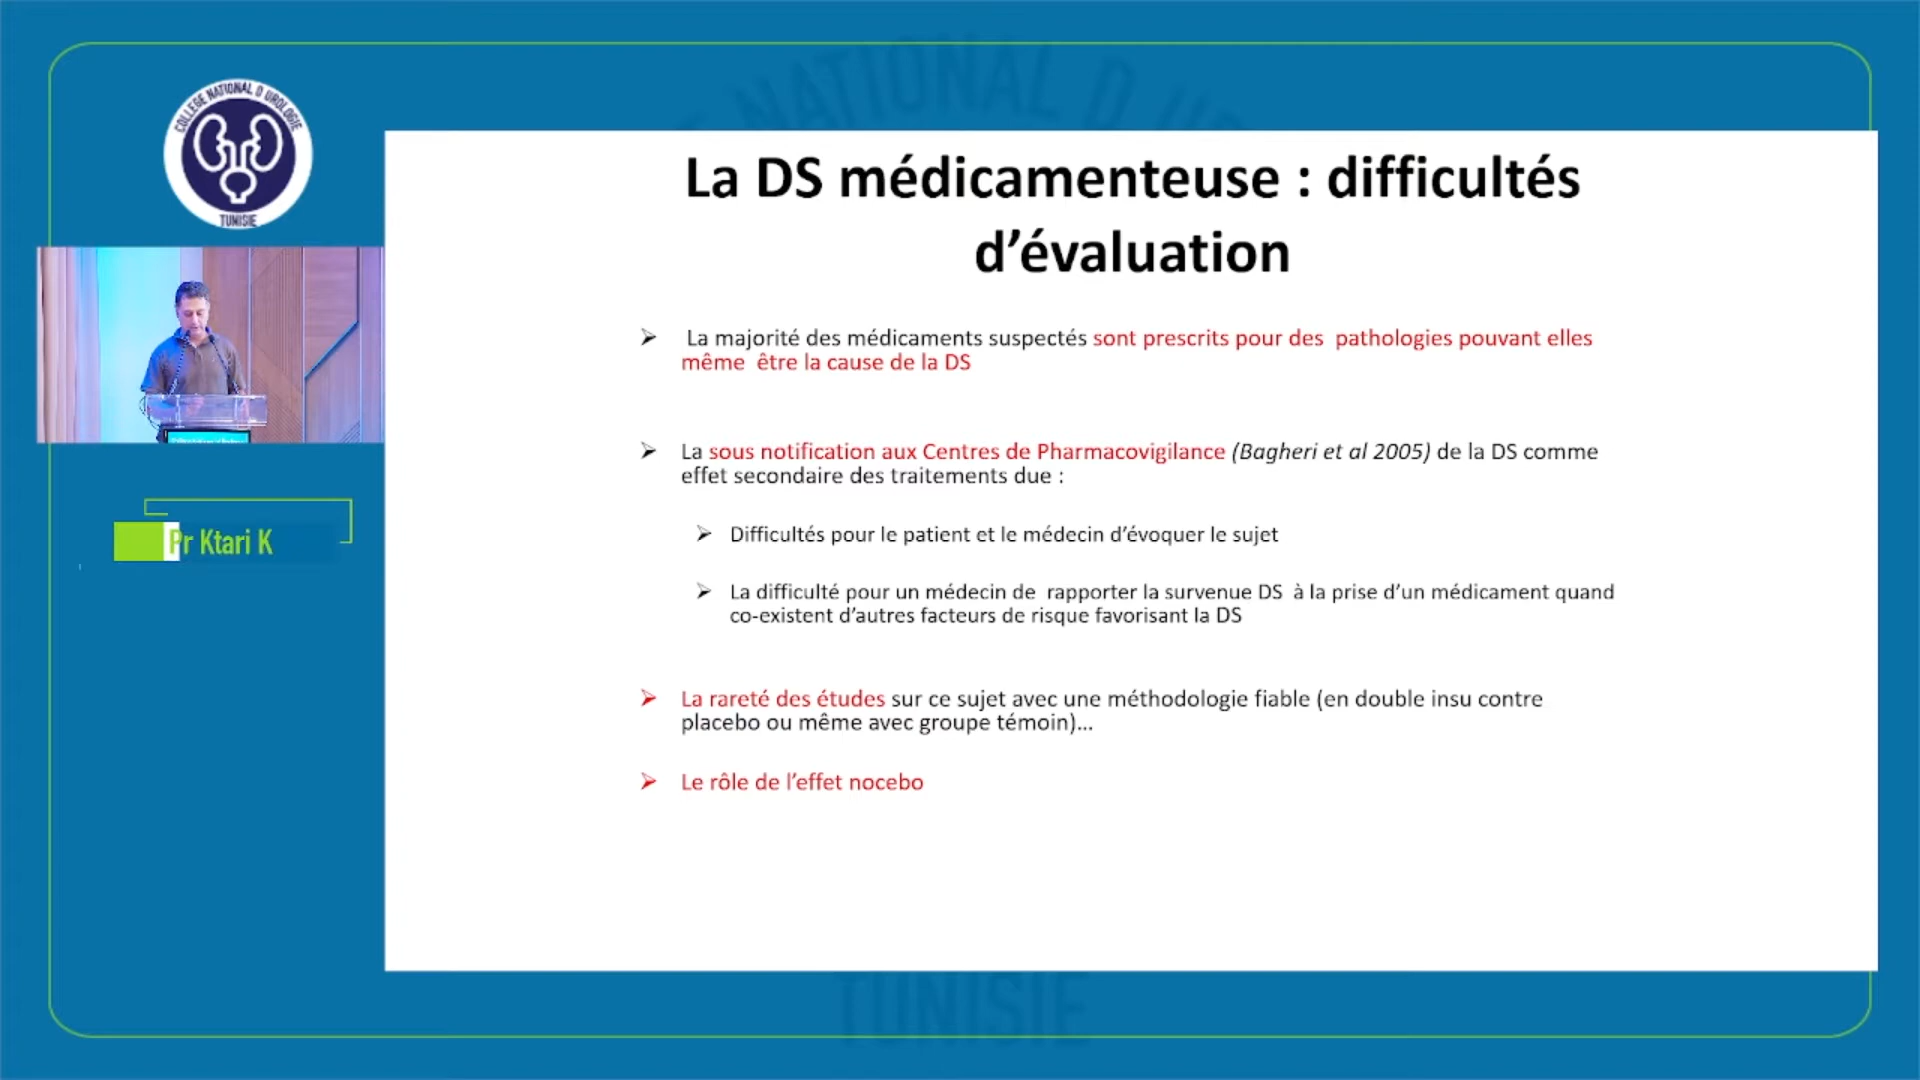 COLLEGE NATIONAL D UROLOGIE
TUNISIE
Pr Ktari K
La DS médicamenteuse : difficultés
d’évaluation
La majorité des médicaments suspectés sont prescrits pour des pathologies pouvant elles
même être la cause de la DS
La sous notification aux Centres de Pharmacovigilance (Bagheri et al 2005) de la DS comme
effet secondaire des traitements due :
Difficultés pour le patient et le médecin d’évoquer le sujet
La difficulté pour un médecin de rapporter la survenue DS à la prise d’un médicament quand
co-existent d’autres facteurs de risque favorisant la DS
La rareté des études sur ce sujet avec une méthodologie fiable (en double insu contre
placebo ou même avec groupe témoin)...
Le rôle de l’effet nocebo
NATIONAL D
TUNISIE